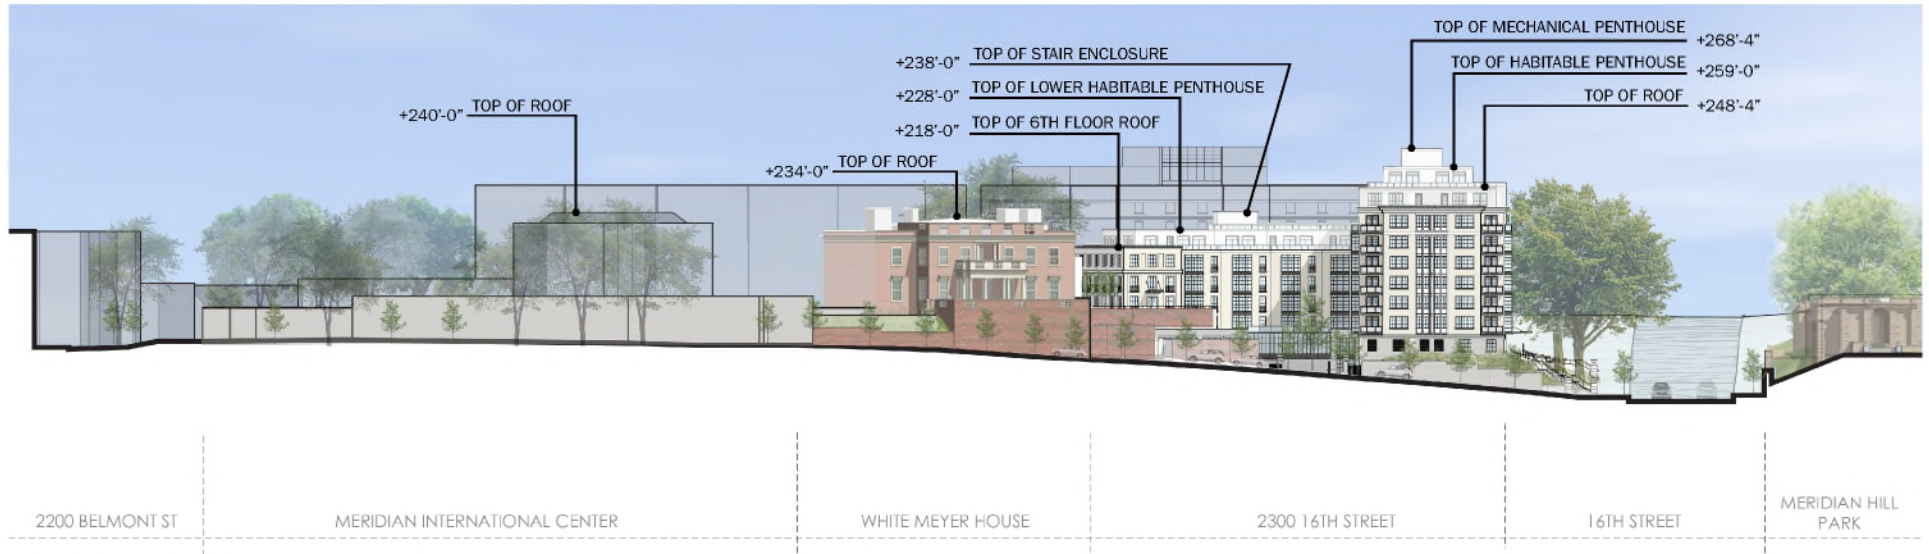 TOP OF MECHANICAL PENTHOUSE +268'-4"
TOP OF STAIR ENCLOSURE
+238'-0"
TOP OF HABITABLE PENTHOUSE +259'-0"
TOP OF LOWER HABITABLE PENTHOUSE
+228'-0"
TOP OF ROOF +248'-4"
TOP OF ROOF
+240'-0"
TOP OF 6TH FLOOR ROOF
+218'-0"
TOP OF ROOF
+234'-0"
2200 BELMONT ST
MERIDIAN INTERNATIONAL CENTER
WHITE MEYER HOUSE
2300 16TH STREET
16TH STREET
MERIDIAN HILL
PARK